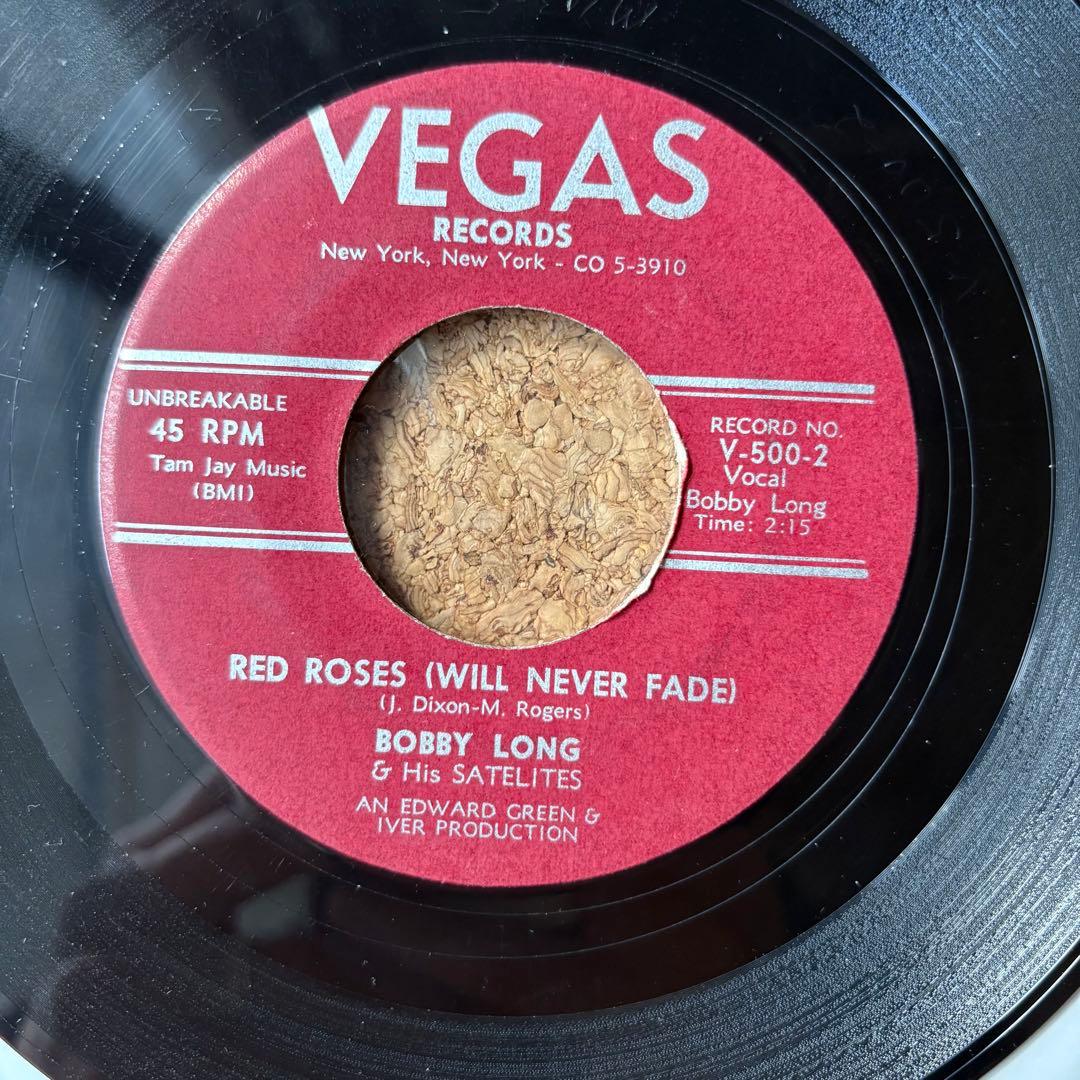 VEGAS
RECORDS
New York, New York - CO 5-3910
UNBREAKABLE
45 RPM
Tam Jay Music
(BMI)
RECORD NO.
V-500-2
Vocal
Bobby Long
Time: 2:15
RED ROSES (WILL NEVER FADE)
(J. Dixon-M. Rogers)
BOBBY LONG
& His SATELITES
AN EDWARD GREEN &
IVER PRODUCTION